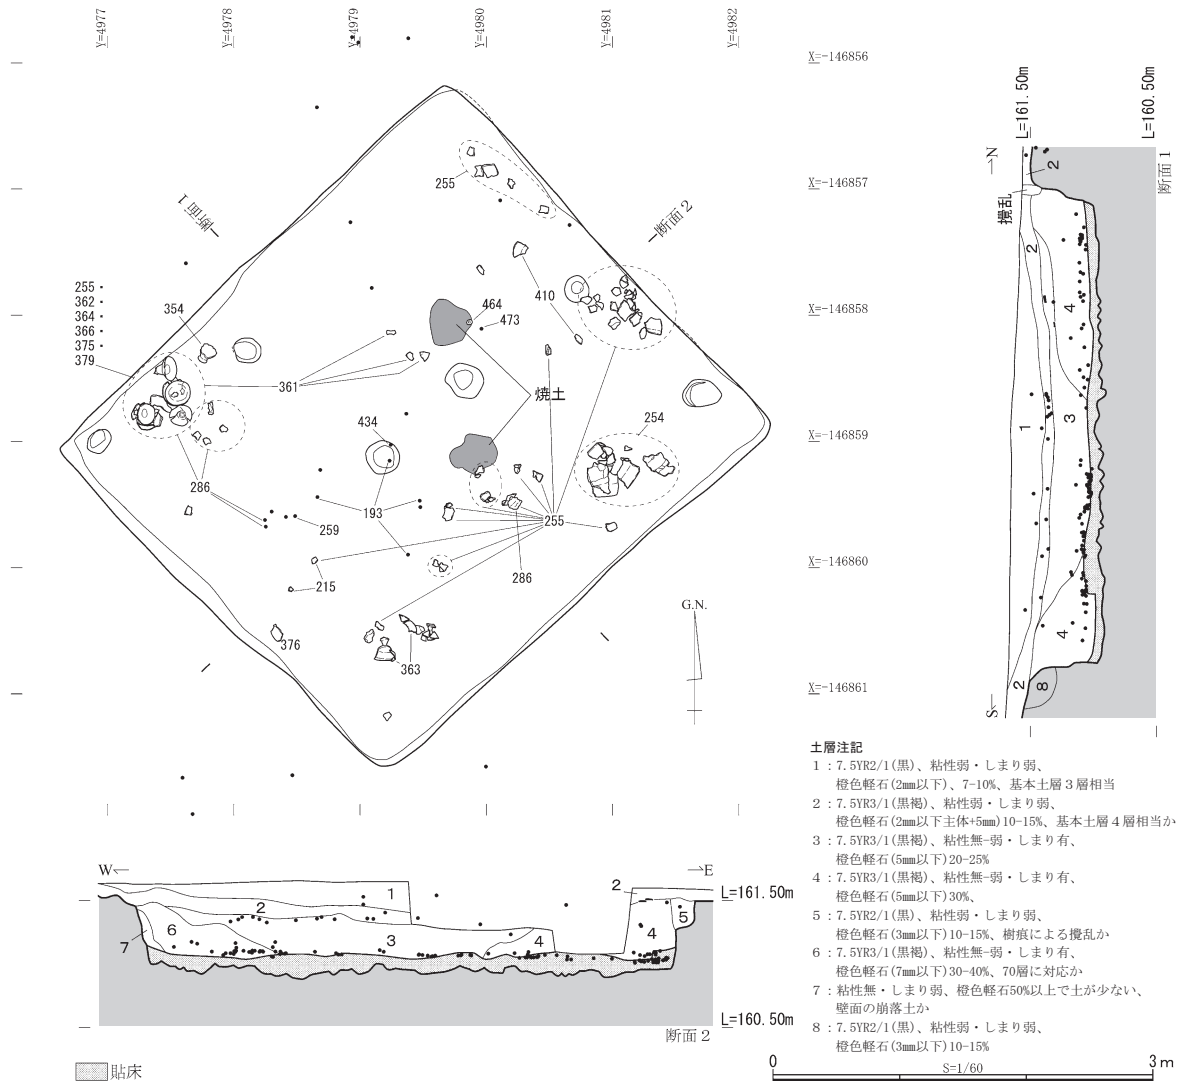 Y=4977
Y=4978
Y=4979
Y=4980
Y=4981
Y=4982
X=-146856
X=-146857
X=-146858
X=-146859
X=-146860
X=-146861
断面1
断面2
255・
362・
364・
366・
375・
379
354
255
410
464
473
361
焼土
434
254
286
259
193
255
286
215
376
363
G.N.
L=161.50m
L=160.50m
N
断面1
2
攪乱
2
4
1
3
4
2
8
S
W
E
L=161.50m
1
2
2
5
6
7
3
4
4
L=160.50m
断面2
貼床
土層注記
1：7.5YR2/1(黒)、粘性弱・しまり弱、
橙色軽石(2㎜以下)、7-10%、基本土層３層相当
2：7.5YR3/1(黒褐)、粘性弱・しまり弱、
橙色軽石(2㎜以下主体+5㎜)10-15%、基本土層４層相当か
3：7.5YR3/1(黒褐)、粘性無-弱・しまり有、
橙色軽石(5㎜以下)20-25%
4：7.5YR3/1(黒褐)、粘性無-弱・しまり有、
橙色軽石(5㎜以下)30%、
5：7.5YR2/1(黒)、粘性弱・しまり弱、
橙色軽石(3㎜以下)10-15%、樹痕による攪乱か
6：7.5YR3/1(黒褐)、粘性無-弱・しまり有、
橙色軽石(7㎜以下)30-40%、70層に対応か
7：粘性無・しまり弱、橙色軽石50%以上で土が少ない、
壁面の崩落土か
8：7.5YR2/1(黒)、粘性弱・しまり弱、
橙色軽石(3㎜以下)10-15%
0
S=1/60
3m